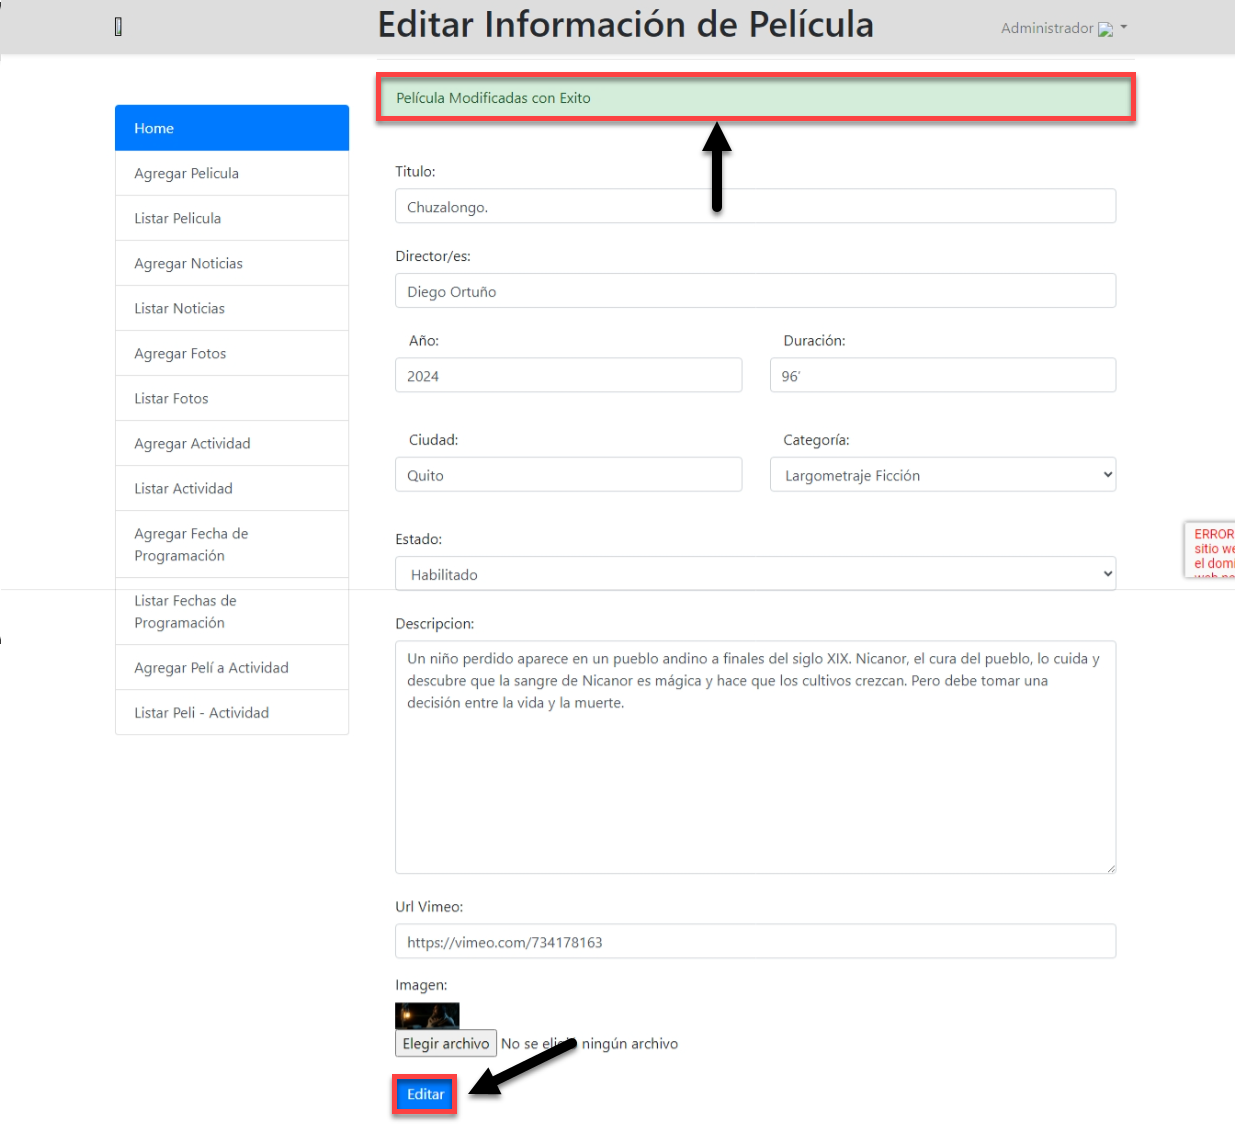 Editar Información de Película
Administrador
Película Modificadas con Exito
Home
Agregar Pelicula
Listar Pelicula
Agregar Noticias
Listar Noticias
Agregar Fotos
Listar Fotos
Agregar Actividad
Listar Actividad
Agregar Fecha de
Programación
Listar Fechas de
Programación
Agregar Pelí a Actividad
Listar Peli - Actividad
Titulo:
Chuzalongo.
Director/es:
Diego Ortuño
Año:
Duración:
2024
96'
Ciudad:
Categoría:
Quito
Largometraje Ficción
Estado:
Habilitado
ERROR
sitio
el
Descripcion:
Un niño perdido aparece en un pueblo andino a finales del siglo XIX. Nicanor, el cura del pueblo, lo cuida y
descubre que la sangre de Nicanor es mágica y hace que los cultivos crezcan. Pero debe tomar una
decisión entre la vida y la muerte.
Url Vimeo:
https://vimeo.com/734178163
Imagen:
Elegir archivo No se ningún archivo
Editar